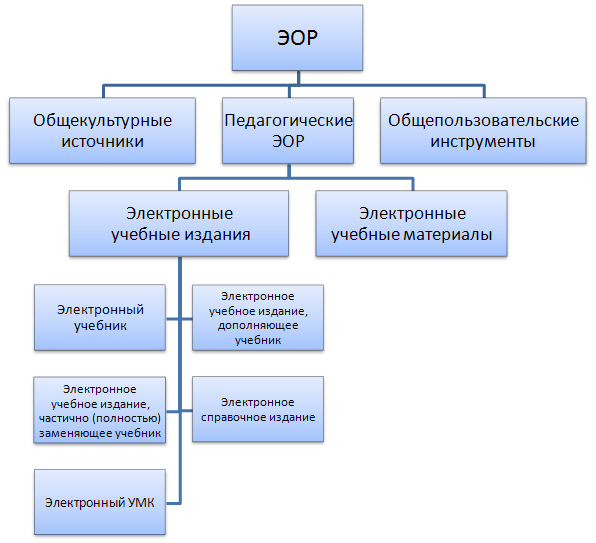 ЭОР
Общекультурные
источники
Педагогические
ЭОР
Общепользовательские
инструменты
Электронные
учебные издания
Электронные
учебные материалы
Электронный
учебник
Электронное
учебное издание,
дополняющее
учебник
Электронное
учебное издание,
частично (полностью)
заменяющее учебник
Электронное
справочное издание
Электронный УМК